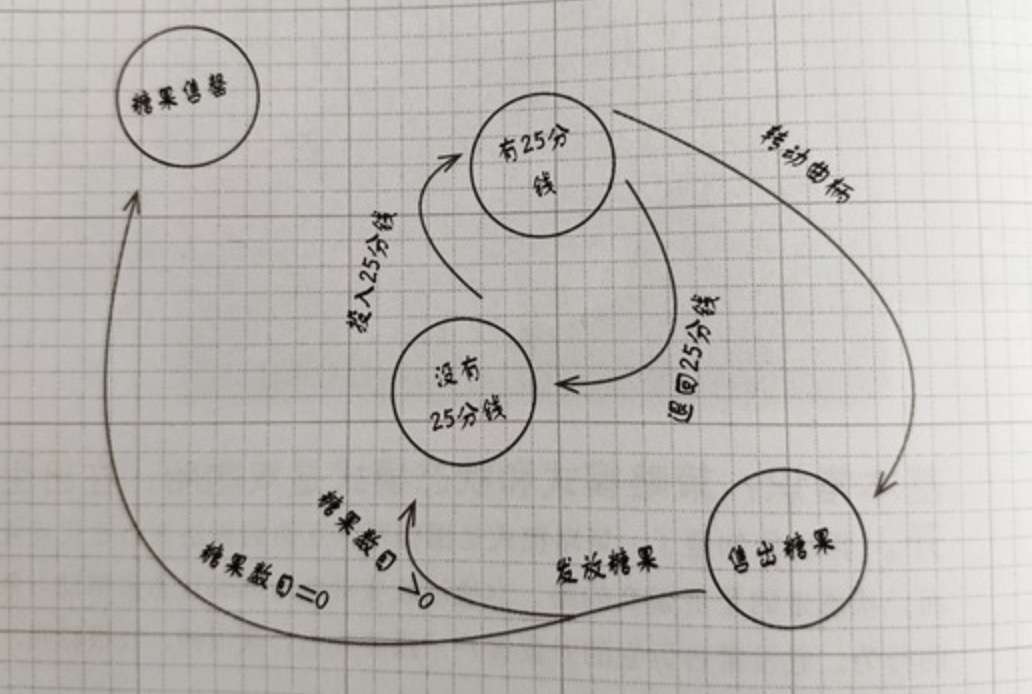 糖果售罄
有25分
钱
转动曲柄
投入25分钱
退回25分钱
没有
25分钱
糖果数目>0
糖果数目=0
发放糖果
售出糖果